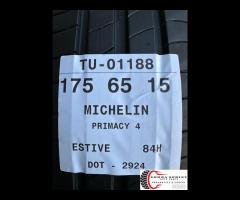 TU-01188
175 65 15
MICHELIN
PRIMACY 4
ESTIVE 84H
DOT - 2924